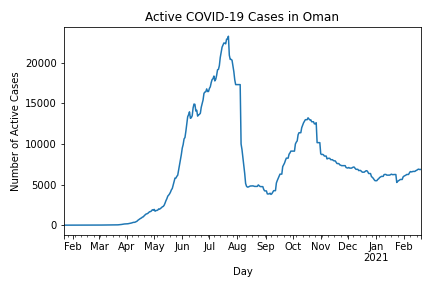 Active COVID-19 Cases in Oman
Number of Active Cases
20000
15000
10000
5000
0
Feb Mar Apr May Jun Jul Aug Sep Oct Nov Dec Jan Feb
2021
Day